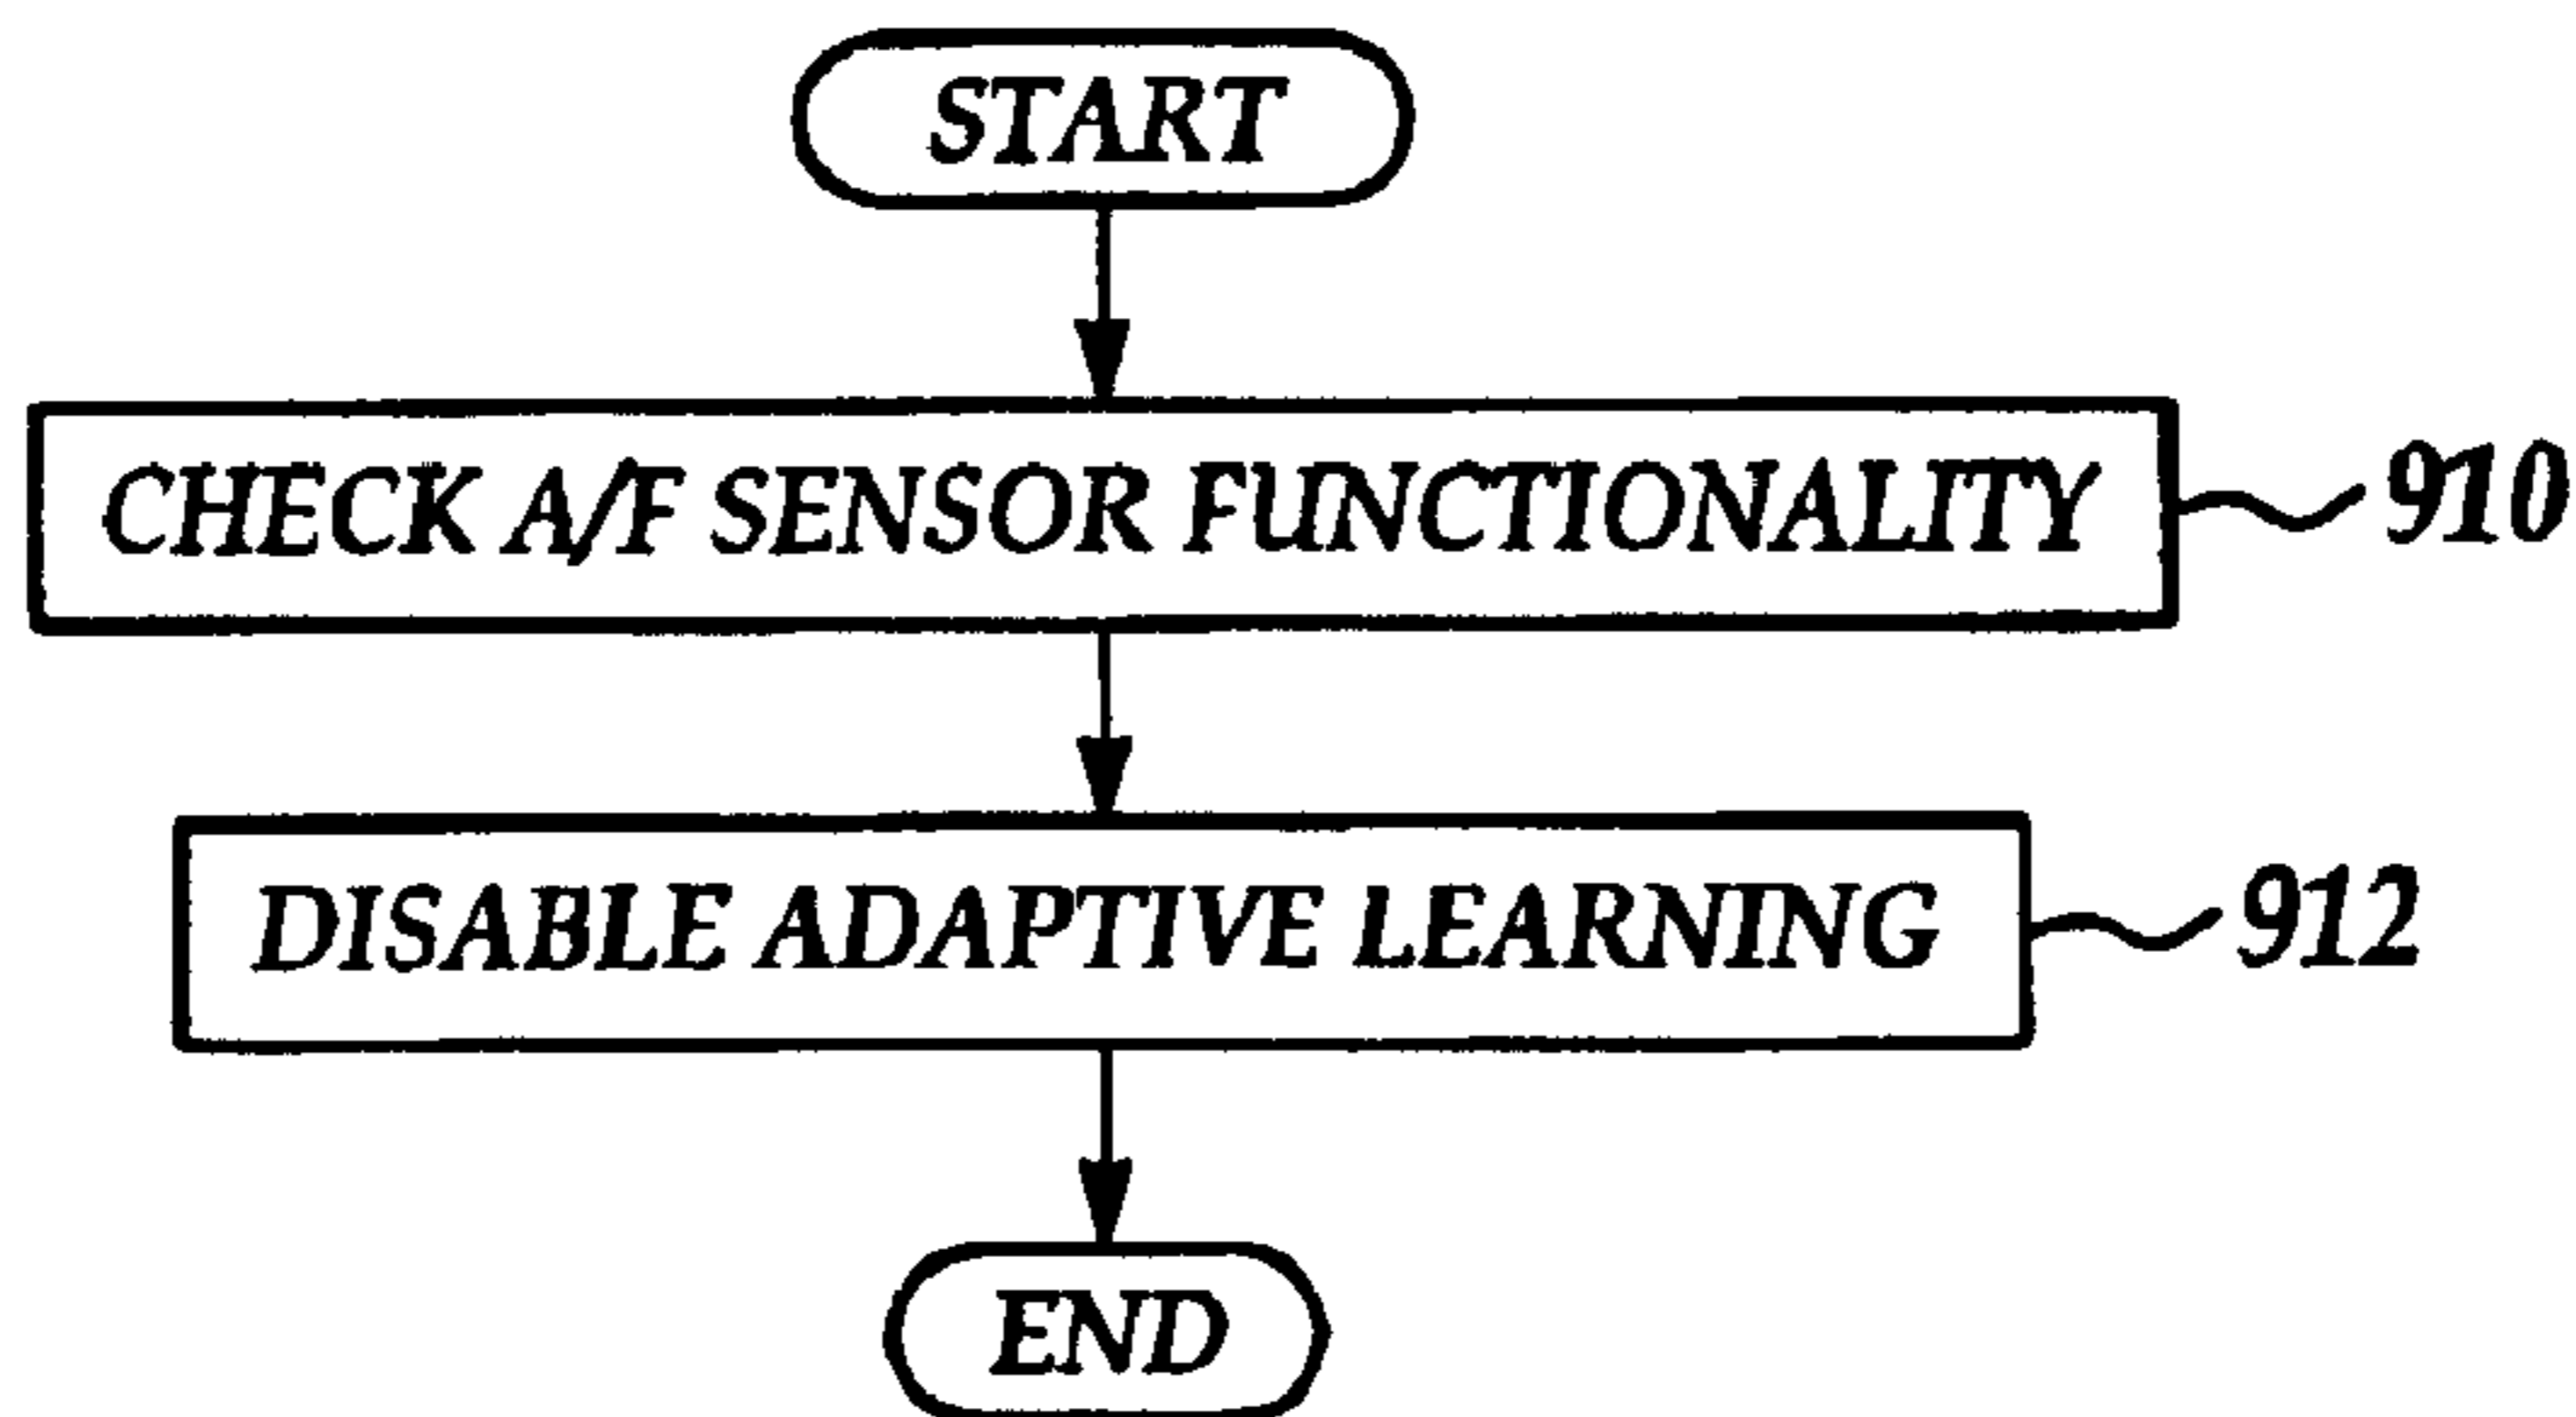 START
CHECK A/F SENSOR FUNCTIONALITY 910
DISABLE ADAPTIVE LEARNING 912
END